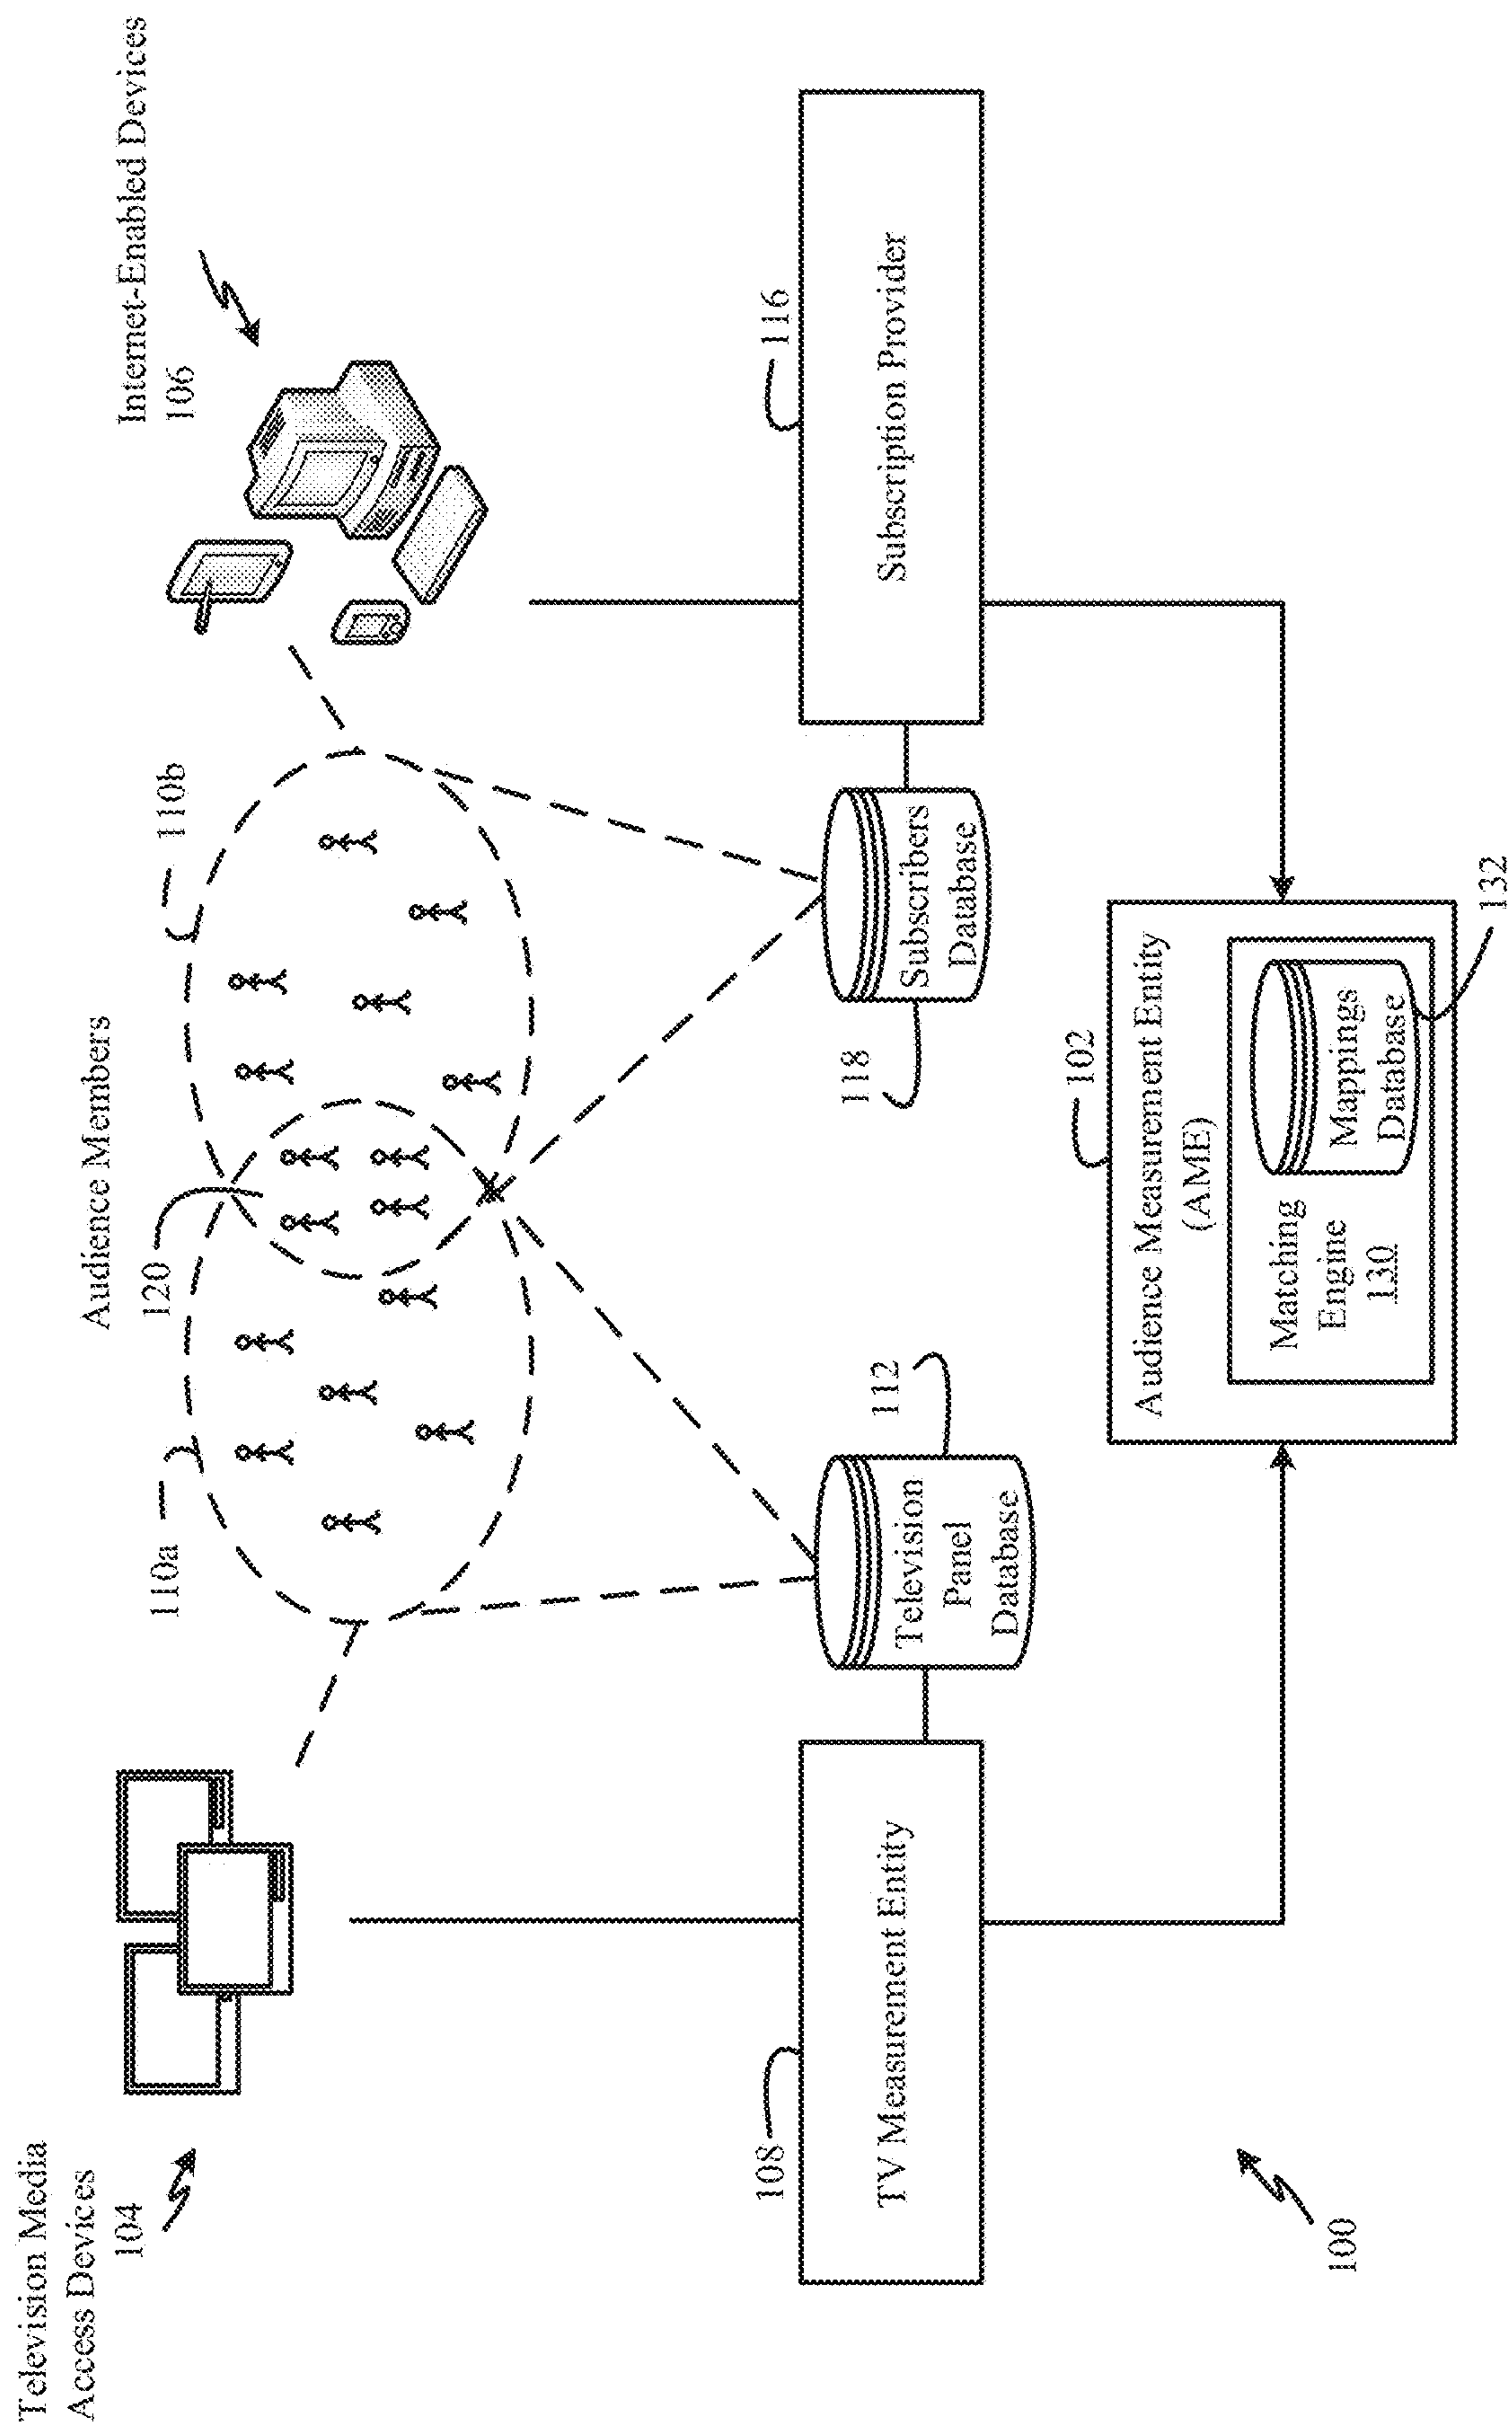 Television Media
Access Devices
104
Audience Members
Internet-Enabled Devices
106
110a
120
110b
108
TV Measurement Entity
112
Television
Panel
Database
118
Subscribers
Database
116
Subscription Provider
102
Audience Measurement Entity
(AME)
Matching
Engine
130
Mappings
Database
132
100